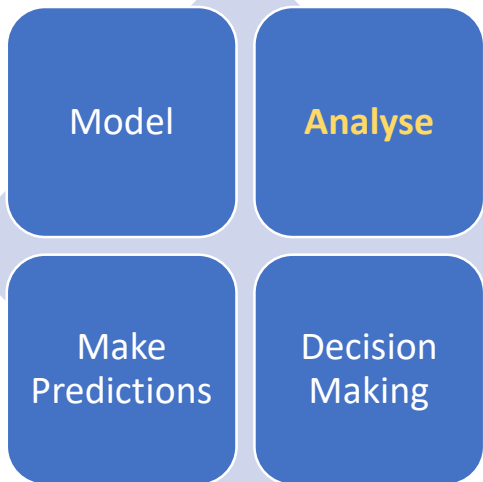 Model
Analyse
Make
Predictions
Decision
Making